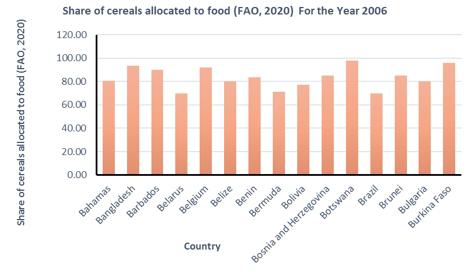 Share of cereals allocated to food (FAO, 2020)  For the Year 2006
Share of cereals allocated to food (FAO, 2020)
120.00
100.00
80.00
60.00
40.00
20.00
0.00
Bahamas
Bangladesh
Barbados
Belarus
Belgium
Belize
Benin
Bermuda
Bolivia
Bosnia and Herzegovina
Botswana
Brazil
Brunei
Bulgaria
Burkina Faso
Country